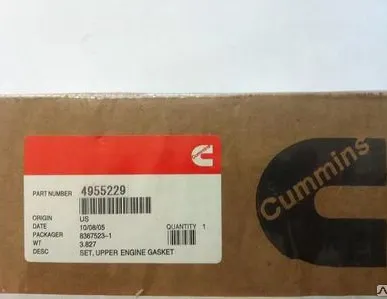 PART NUMBER 4955229
ORIGIN US
DATE 10/08/05 QUANTITY 1
PACKAGER 8367523-1
WT 3.827
DESC SET, UPPER ENGINE GASKET
Cummins